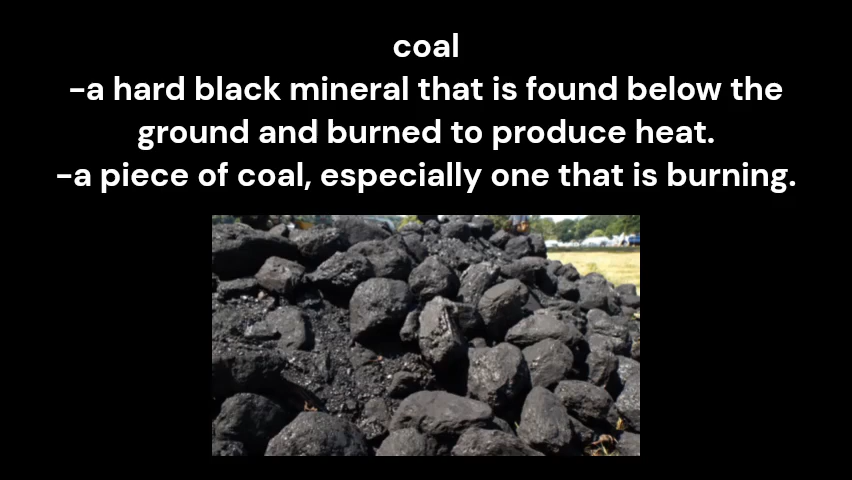 coal
-a hard black mineral that is found below the
ground and burned to produce heat.
-a piece of coal, especially one that is burning.